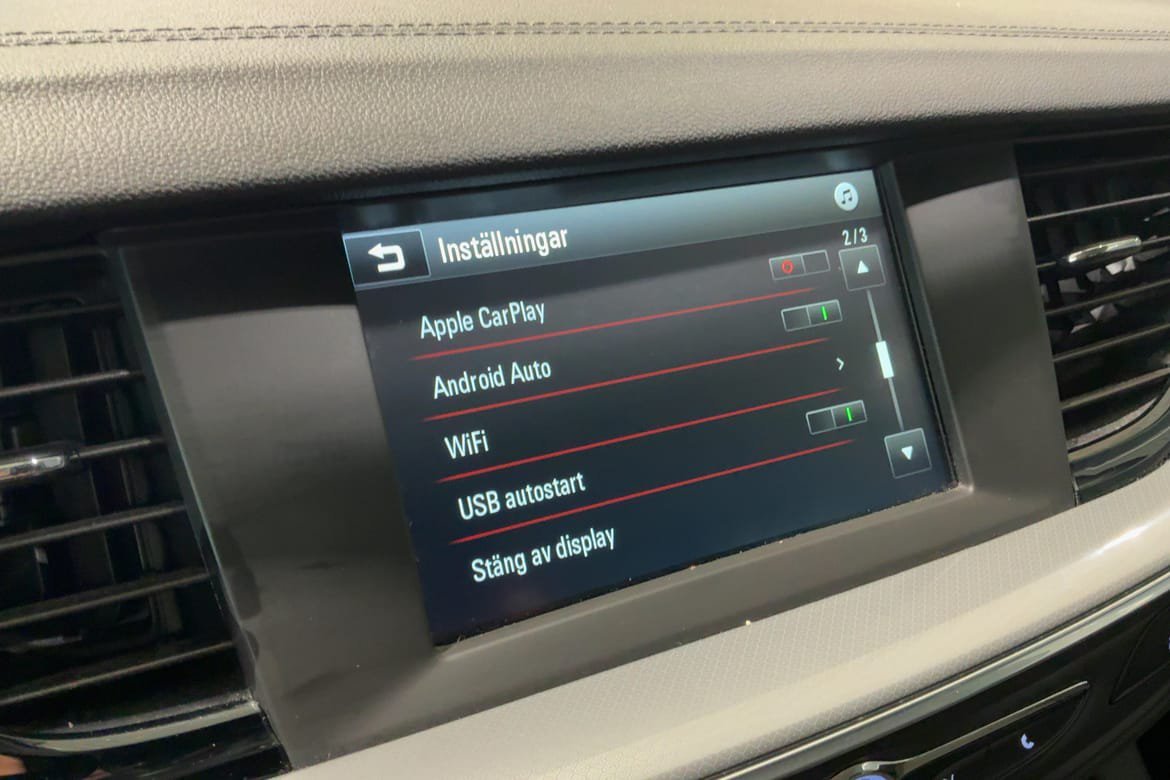 Inställningar
2/3
Apple CarPlay
Android Auto
WiFi
USB autostart
Stäng av display